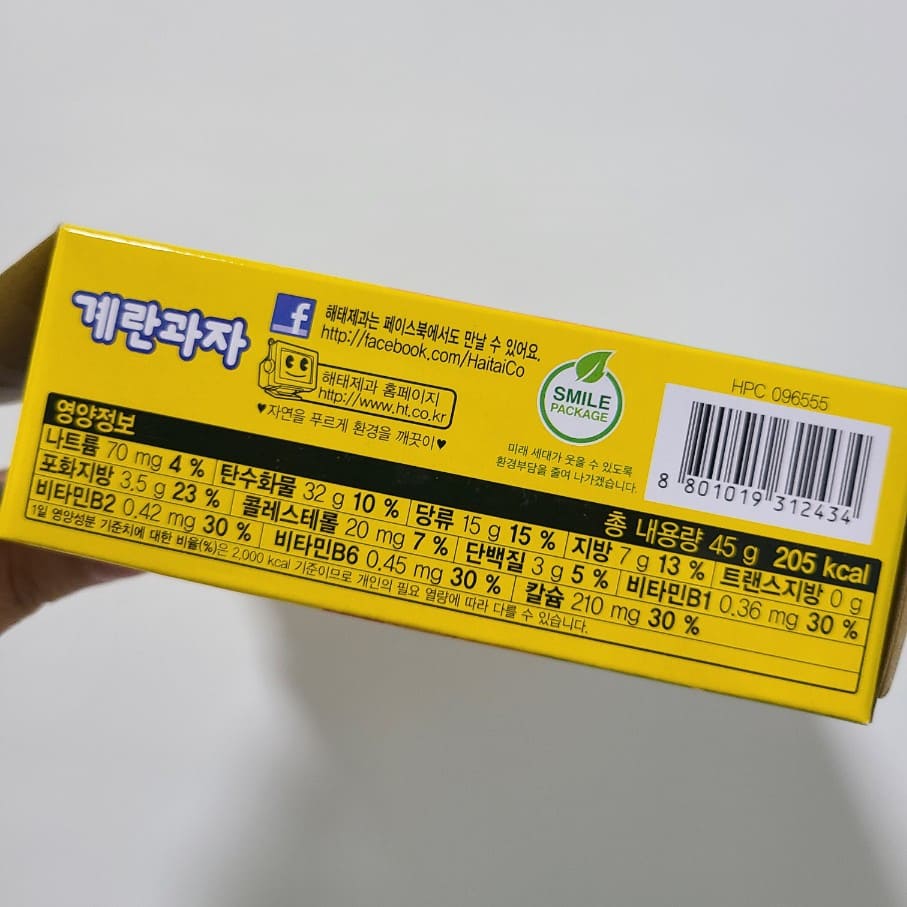 계란과자
f
해태제과는 페이스북에서도 만날 수 있어요.
http://facebook.com/HaitaiCo
해태제과 홈페이지
http://www.ht.co.kr
♥자연을 푸르게 환경을 깨끗이♥
SMILE
PACKAGE
미래 세대가 웃을 수 있도록
환경부담을 줄여 나가겠습니다.
HPC 096555
8 801019 312434
영양정보 총 내용량 45 g 205 kcal
나트륨 70 mg 4 % 탄수화물 32 g 10 % 당류 15 g 15 % 지방 7 g 13 % 트랜스지방 0 g
포화지방 3.5 g 23 % 콜레스테롤 20 mg 7 % 단백질 3 g 5 % 비타민B1 0.36 mg 30 %
비타민B2 0.42 mg 30 % 비타민B6 0.45 mg 30 % 칼슘 210 mg 30 %
1일 영양성분 기준치에 대한 비율(%)은 2,000 kcal 기준이므로 개인의 필요 열량에 따라 다를 수 있습니다.